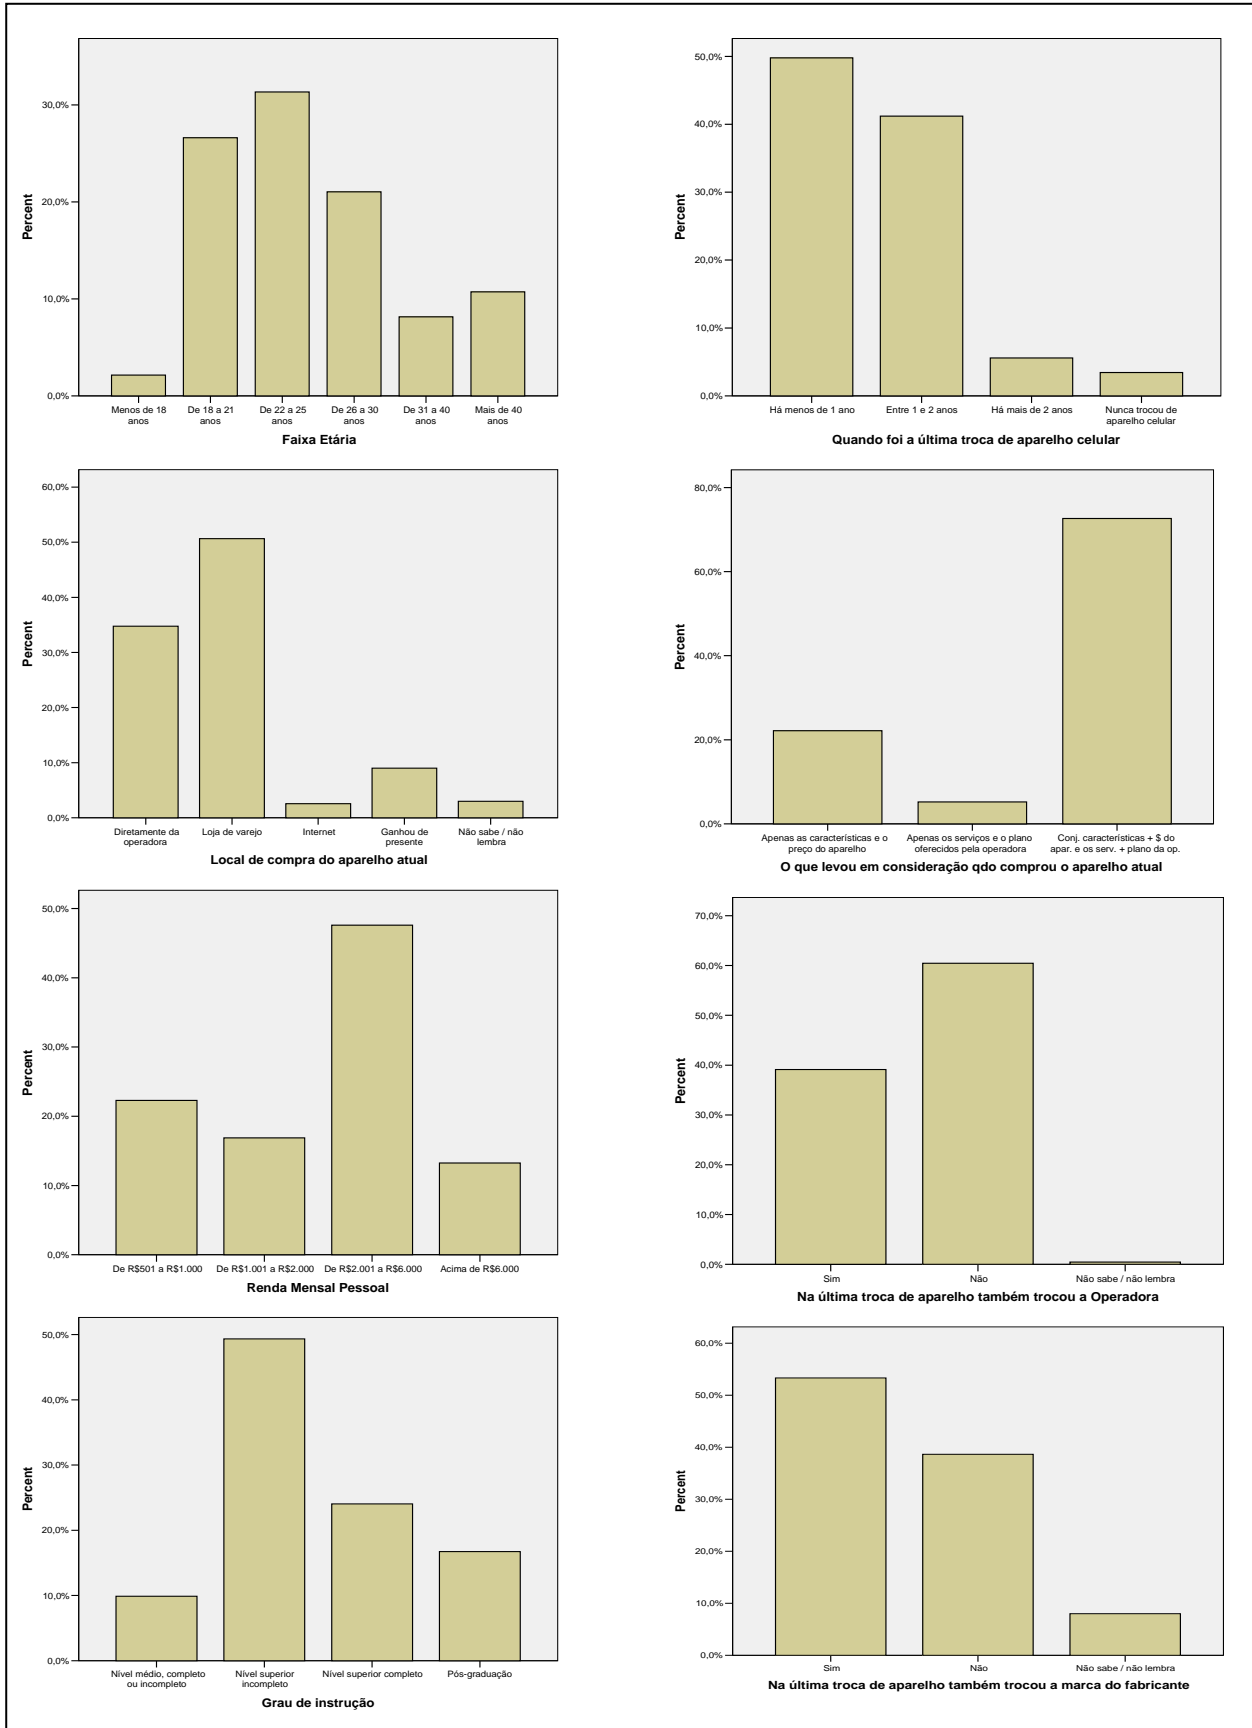 30,0%
20,0%
10,0%
0,0%
Percent
Menos de 18
anos
De 18 a 21
anos
De 22 a 25
anos
De 26 a 30
anos
De 31 a 40
anos
Mais de 40
anos
Faixa Etária
50,0%
40,0%
30,0%
20,0%
10,0%
0,0%
Percent
Há menos de 1 ano
Entre 1 e 2 anos
Há mais de 2 anos
Nunca trocou de
aparelho celular
Quando foi a última troca de aparelho celular
60,0%
50,0%
40,0%
30,0%
20,0%
10,0%
0,0%
Percent
Diretamente da
operadora
Loja de varejo
Internet
Ganhou de
presente
Não sabe / não
lembra
Local de compra do aparelho atual
80,0%
60,0%
40,0%
20,0%
0,0%
Percent
Apenas as características e o
preço do aparelho
Apenas os serviços e o plano
oferecidos pela operadora
Conj. características + $ do
apar. e os serv. + plano da op.
O que levou em consideração qdo comprou o aparelho atual
50,0%
40,0%
30,0%
20,0%
10,0%
0,0%
Percent
De R$501 a R$1.000
De R$1.001 a R$2.000
De R$2.001 a R$6.000
Acima de R$6.000
Renda Mensal Pessoal
70,0%
60,0%
50,0%
40,0%
30,0%
20,0%
10,0%
0,0%
Percent
Sim
Não
Não sabe / não lembra
Na última troca de aparelho também trocou a Operadora
50,0%
40,0%
30,0%
20,0%
10,0%
0,0%
Percent
Nível médio, completo
ou incompleto
Nível superior
incompleto
Nível superior completo
Pós-graduação
Grau de instrução
60,0%
50,0%
40,0%
30,0%
20,0%
10,0%
0,0%
Percent
Sim
Não
Não sabe / não lembra
Na última troca de aparelho também trocou a marca do fabricante